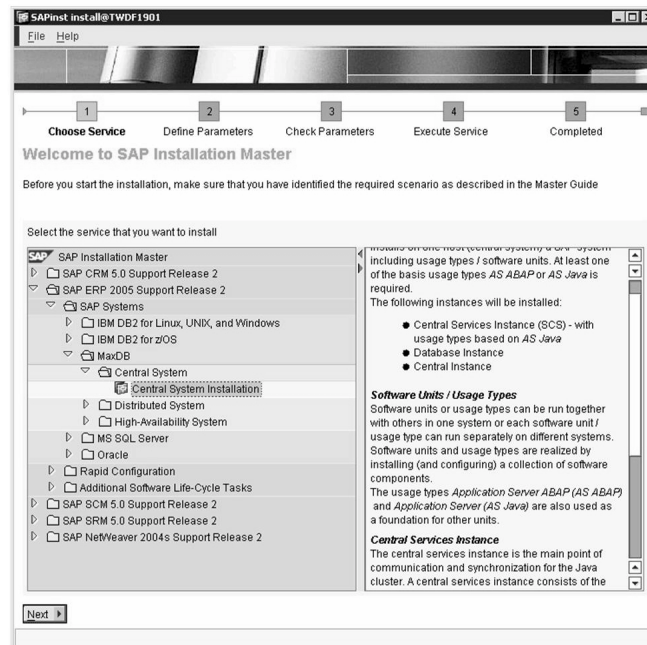 SAPinst install@TWDF1901
File Help
1 2 3 4 5
Choose Service Define Parameters Check Parameters Execute Service Completed
Welcome to SAP Installation Master
Before you start the installation, make sure that you have identified the required scenario as described in the Master Guide
Select the service that you want to install
SAP SAP Installation Master
SAP CRM 5.0 Support Release 2
SAP ERP 2005 Support Release 2
SAP Systems
IBM DB2 for Linux, UNIX, and Windows
IBM DB2 for z/OS
MaxDB
Central System
Central System Installation
Distributed System
High-Availability System
MS SQL Server
Oracle
Rapid Configuration
Additional Software Life-Cycle Tasks
SAP SCM 5.0 Support Release 2
SAP SRM 5.0 Support Release 2
SAP NetWeaver 2004s Support Release 2
installs on one host (central system) a SAP system
including usage types / software units. At least one
of the basis usage types AS ABAP or AS Java is
required.
The following instances will be installed:
● Central Services Instance (SCS) - with
usage types based on AS Java
● Database Instance
● Central Instance
Software Units / Usage Types
Software units or usage types can be run together
with others in one system or each software unit /
usage type can run separately on different systems.
Software units and usage types are realized by
installing (and configuring) a collection of software
components.
The usage types Application Server ABAP (AS ABAP)
and Application Server (AS Java) are also used as
a foundation for other units.
Central Services Instance
The central services instance is the main point of
communication and synchronization for the Java
cluster. A central services instance consists of the
Next